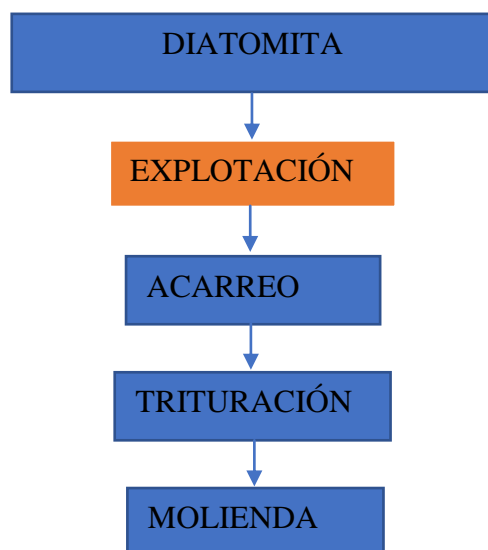 DIATOMITA
EXPLOTACIÓN
ACARREO
TRITURACIÓN
MOLIENDA